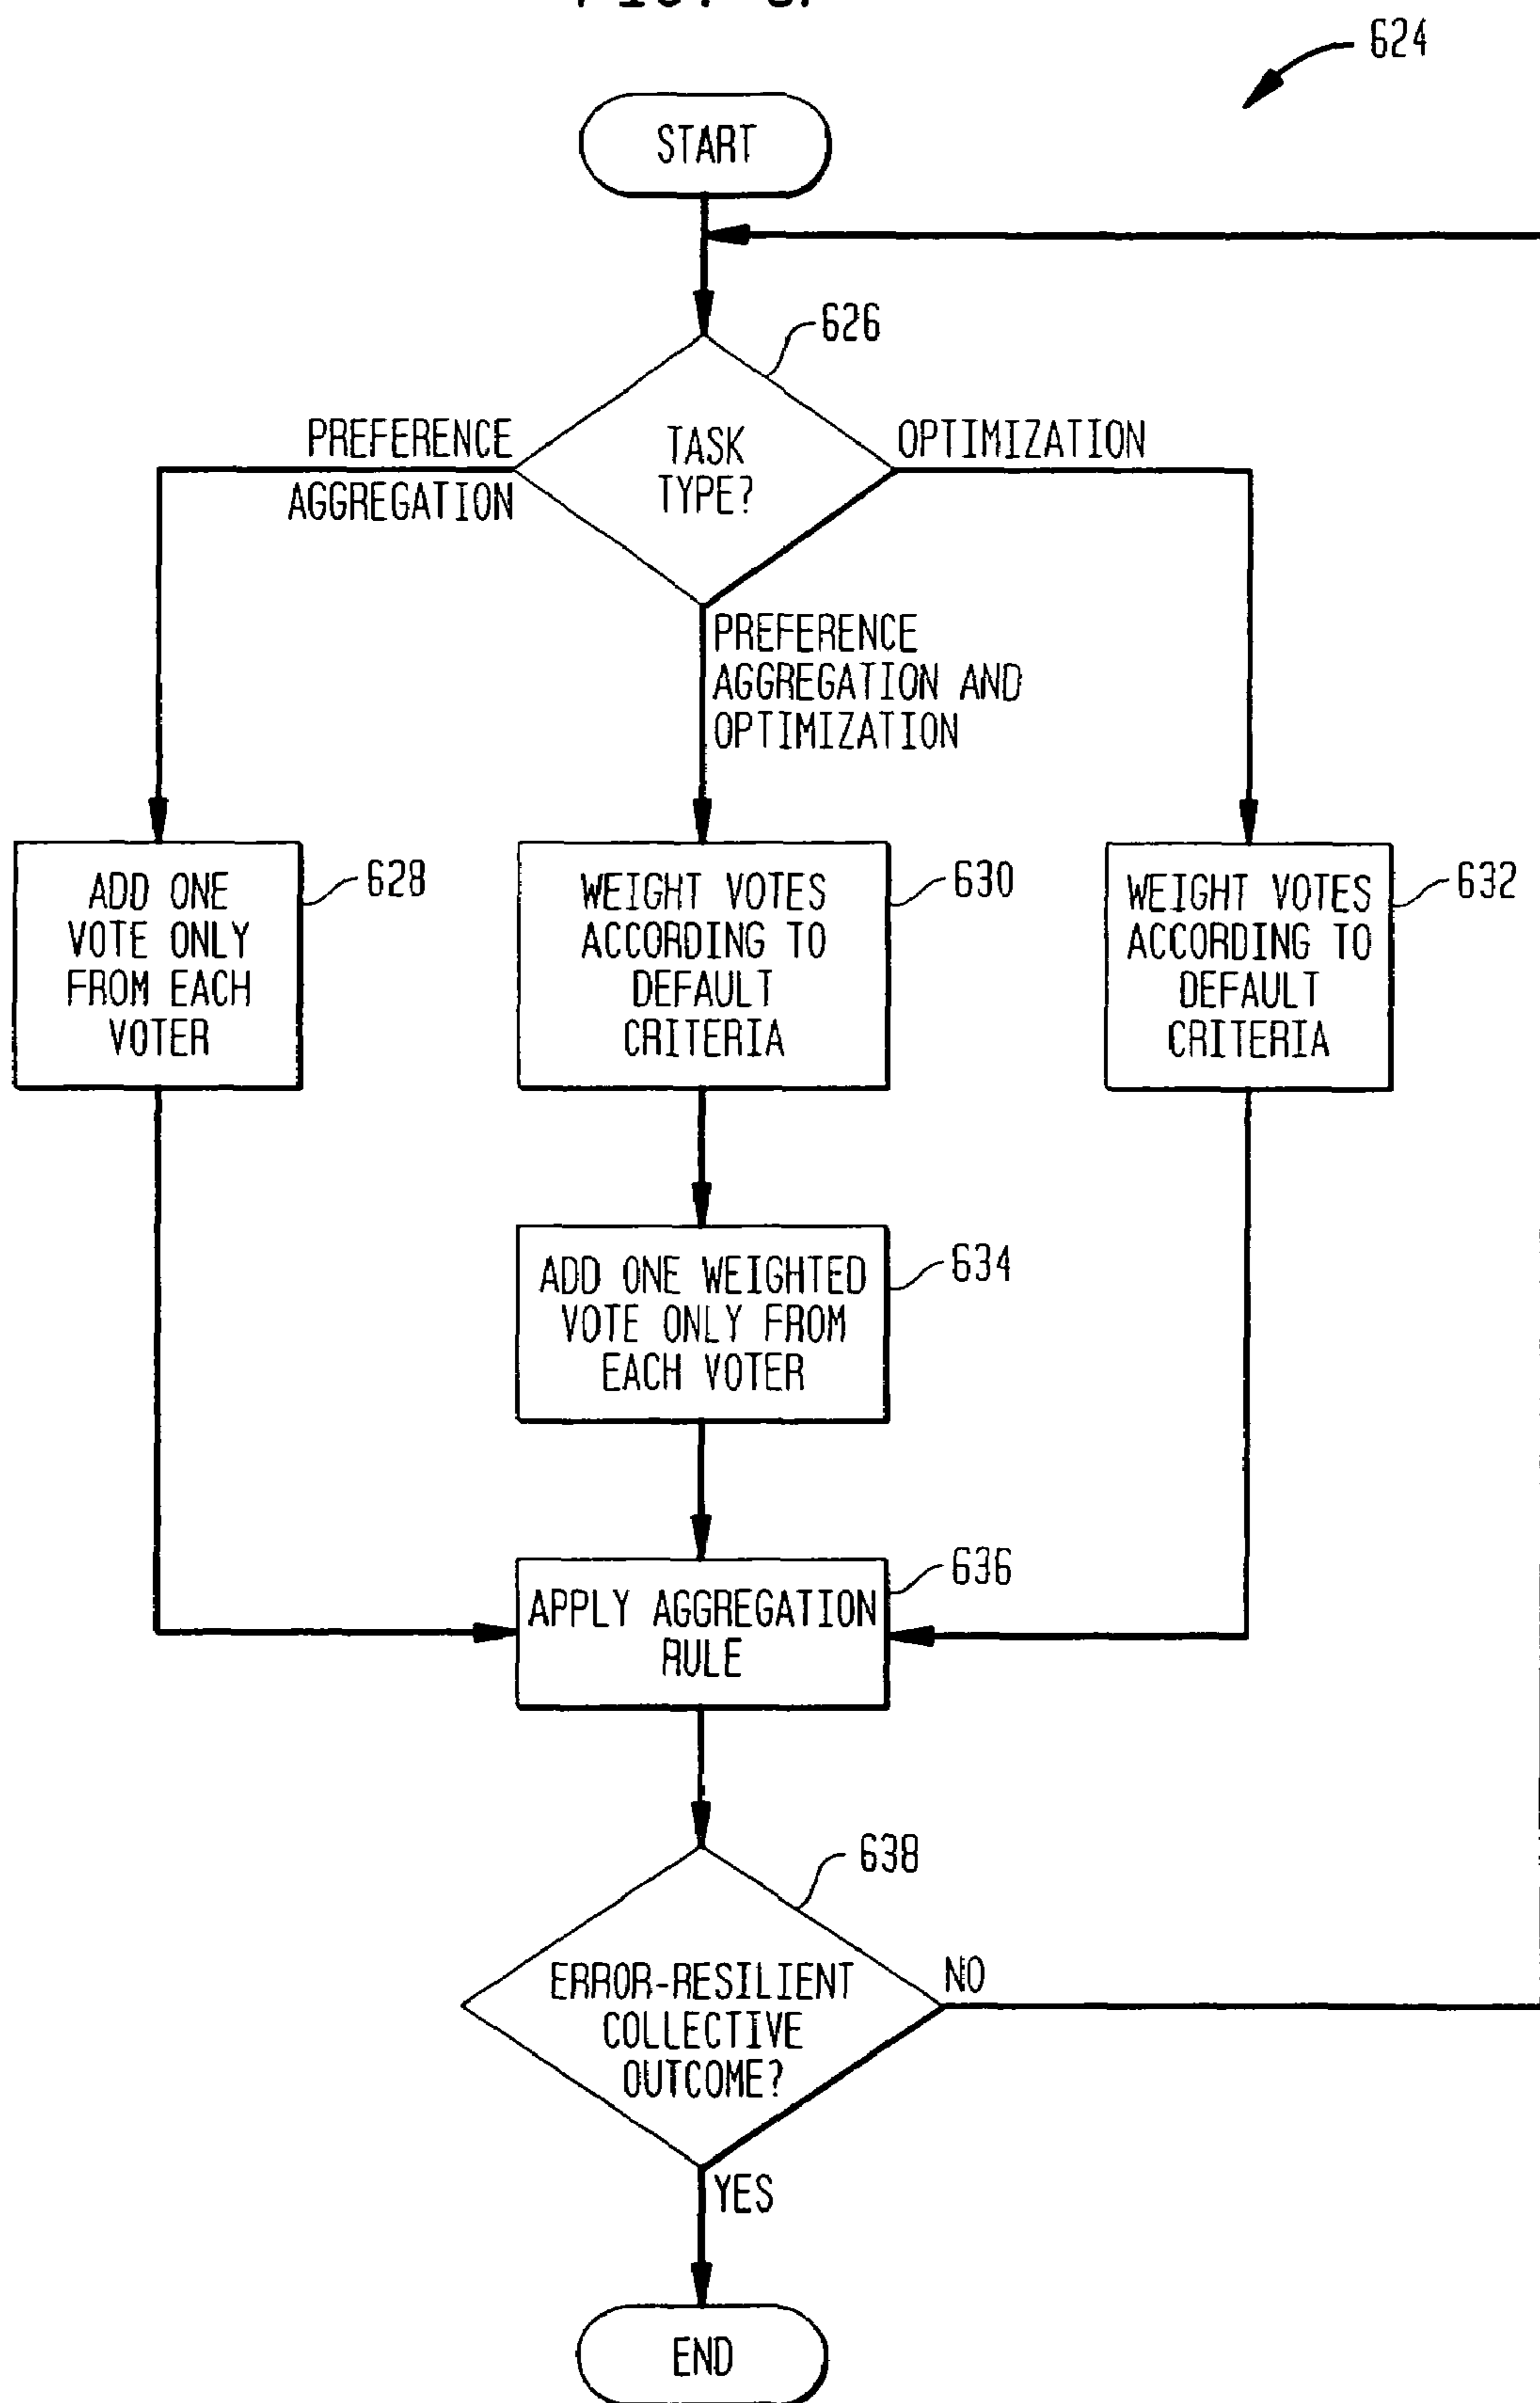 624
START
626
PREFERENCE
AGGREGATION
TASK
TYPE?
OPTIMIZATION
PREFERENCE
AGGREGATION AND
OPTIMIZATION
ADD ONE
VOTE ONLY
FROM EACH
VOTER
628
WEIGHT VOTES
ACCORDING TO
DEFAULT
CRITERIA
630
WEIGHT VOTES
ACCORDING TO
DEFAULT
CRITERIA
632
ADD ONE WEIGHTED
VOTE ONLY FROM
EACH VOTER
634
APPLY AGGREGATION
RULE
636
638
ERROR-RESILIENT
COLLECTIVE
OUTCOME?
NO
YES
END